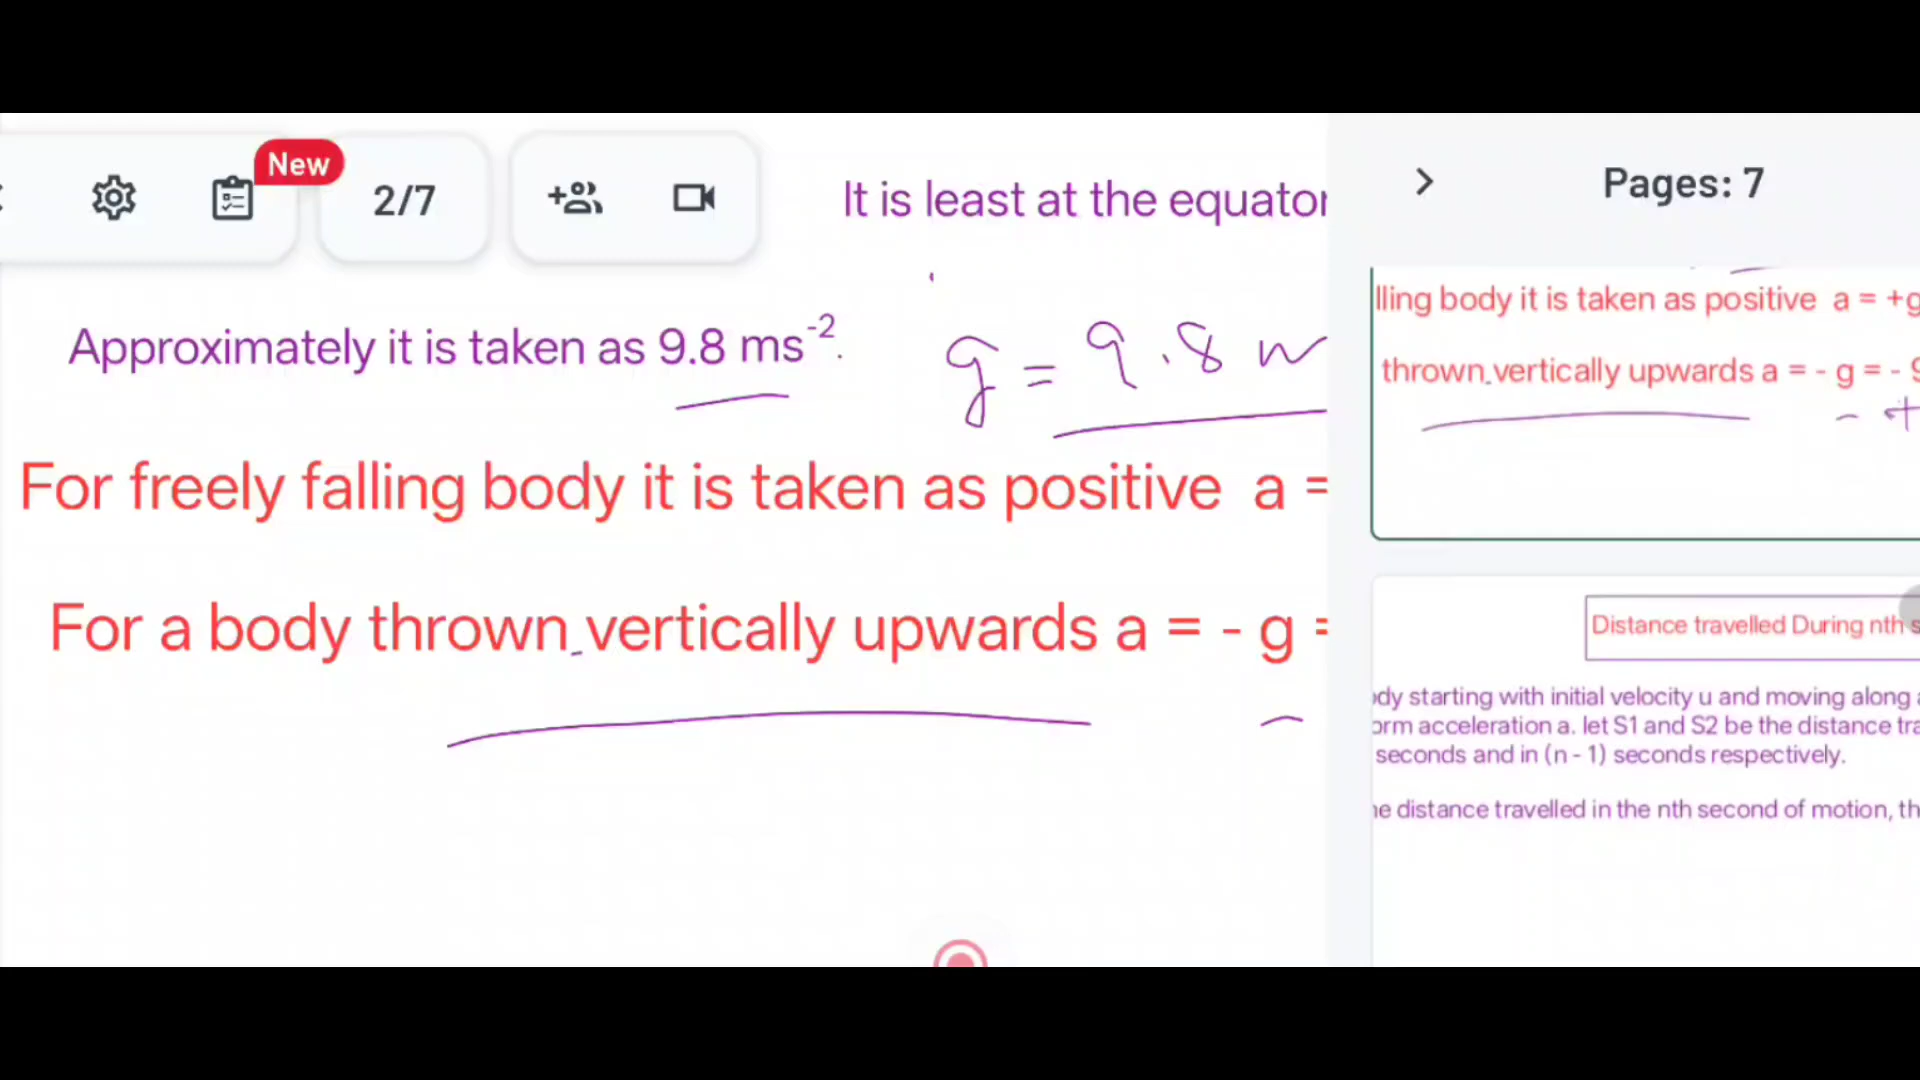 New
2/7
It is least at the equator
Approximately it is taken as 9.8 ms-2.
g = 9.8 m
For freely falling body it is taken as positive a =
For a body thrown vertically upwards a = - g =
-
Pages: 7
lling body it is taken as positive a = +g
thrown vertically upwards a = - g = - 9
- +
Distance travelled During nth s
dy starting with initial velocity u and moving along a
orm acceleration a. let S1 and S2 be the distance tra
seconds and in (n - 1) seconds respectively.
e distance travelled in the nth second of motion, th